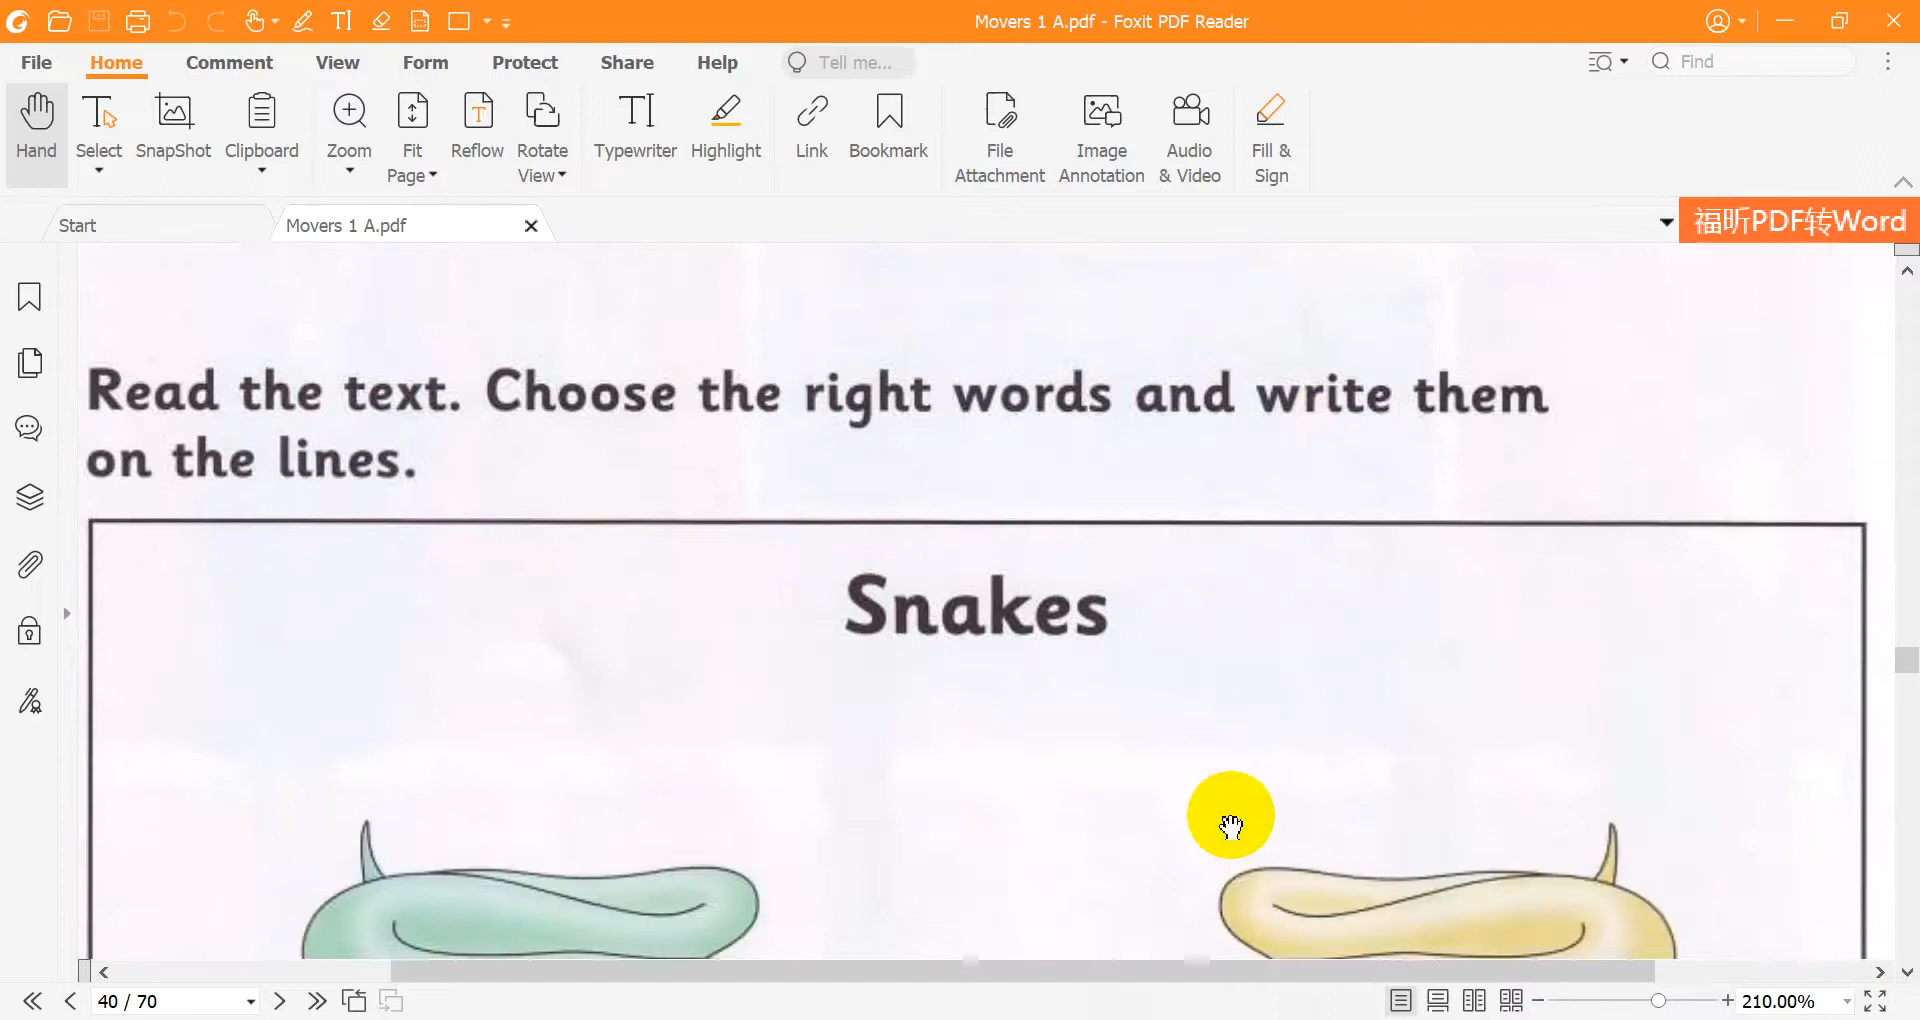 Movers 1 A.pdf - Foxit PDF Reader
File Home Comment View Form Protect Share Help Tell me... Find
Hand Select SnapShot Clipboard Zoom Fit Page Reflow Rotate View Typewriter Highlight Link Bookmark File Attachment Image Annotation Audio & Video Fill & Sign
Start Movers 1 A.pdf 福昕PDF转Word
Read the text. Choose the right words and write them
on the lines.
Snakes
40 / 70 210.00%